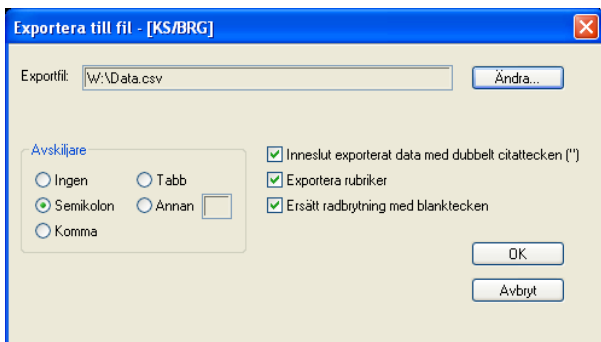 Exportera till fil - [KS/BRG]
Exportfil: W:\Data.csv Ändra...
Avskiljare
Ingen Tabb
Semikolon Annan
Komma
Inneslut exporterat data med dubbelt citattecken (")
Exportera rubriker
Ersätt radbrytning med blanktecken
OK
Avbryt